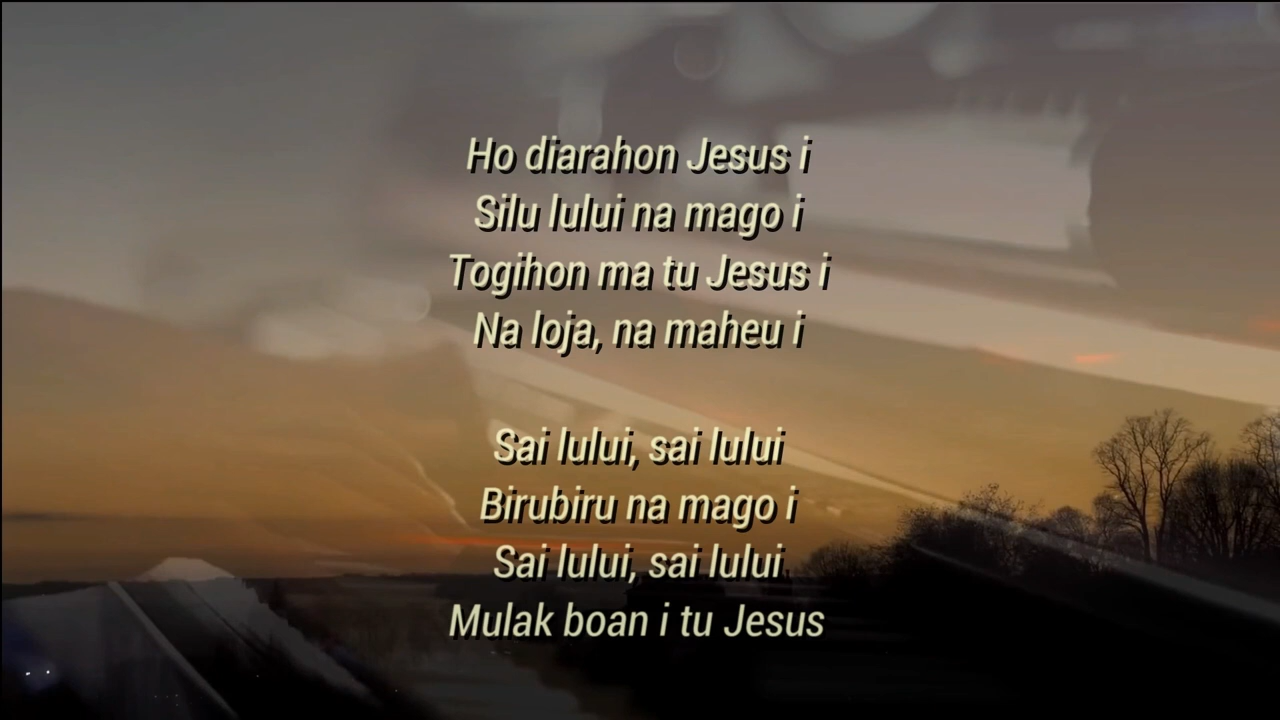 Ho diarahon Jesus i
Silu lului na mago i
Togihon ma tu Jesus i
Na loja, na maheu i
Sai lului, sai lului
Birubiru na mago i
Sai lului, sai lului
Mulak boan i tu Jesus